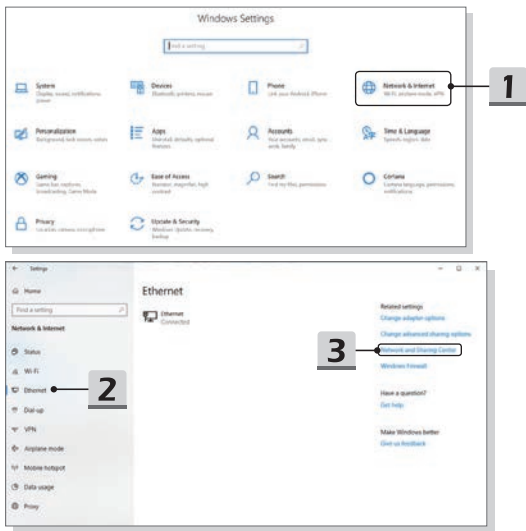 Windows Settings
Find a setting
System
Display, sound, notifications,
power
Devices
Bluetooth, printers, mouse
Phone
Link your Android, iPhone
Network & Internet
Wi-Fi, airplane mode, VPN
1
Personalization
Background, lock screen, colors
Apps
Uninstall, defaults, optional
features
Accounts
Your accounts, email, sync,
work, family
Time & Language
Speech, region, date
Gaming
Game bar, captures,
broadcasting, Game Mode
Ease of Access
Narrator, magnifier, high
contrast
Search
Find my files, permissions
Cortana
Cortana language, permissions,
notifications
Privacy
Location, camera, microphone
Update & Security
Windows Update, recovery,
backup
Settings
Home
Find a setting
Network & Internet
Status
Wi-Fi
Ethernet
2
Dial-up
VPN
Airplane mode
Mobile hotspot
Data usage
Proxy
Ethernet
Ethernet
Connected
Related settings
Change adapter options
Change advanced sharing options
3
Network and Sharing Center
Windows Firewall
Have a question?
Get help
Make Windows better
Give us feedback